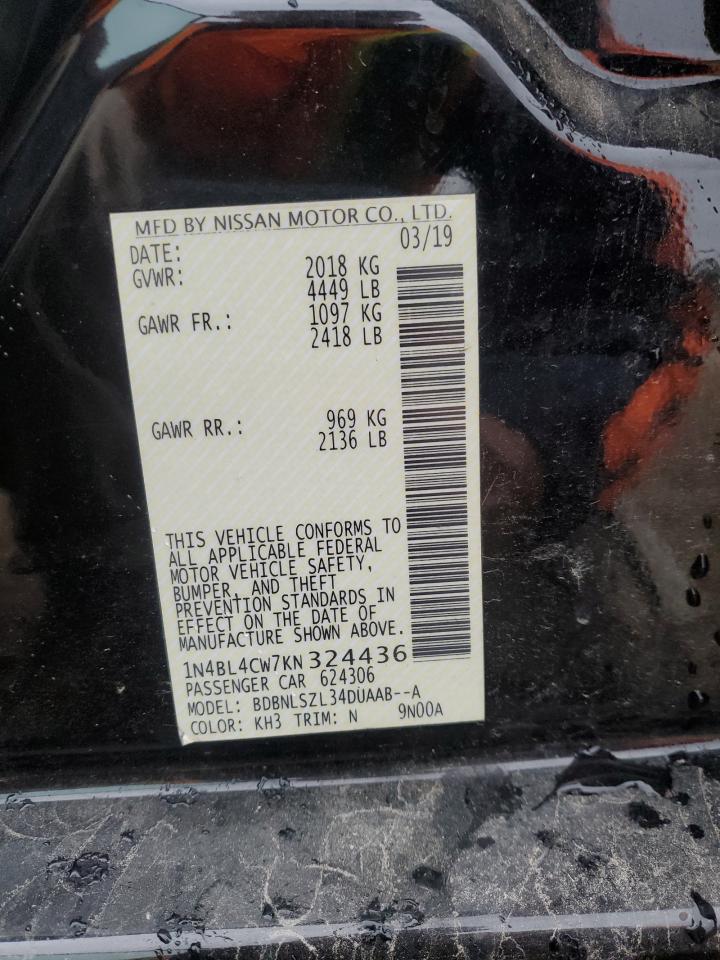 MFD BY NISSAN MOTOR CO., LTD.
DATE: 03/19
GVWR: 2018 KG
4449 LB
GAWR FR.: 1097 KG
2418 LB
GAWR RR.: 969 KG
2136 LB
THIS VEHICLE CONFORMS TO
ALL APPLICABLE FEDERAL
MOTOR VEHICLE SAFETY,
BUMPER, AND THEFT
PREVENTION STANDARDS IN
EFFECT ON THE DATE OF
MANUFACTURE SHOWN ABOVE.
1N4BL4CW7KN324436
PASSENGER CAR 624306
MODEL: BDBNLSZL34DUAAB--A
COLOR: KH3 TRIM: N 9N00A